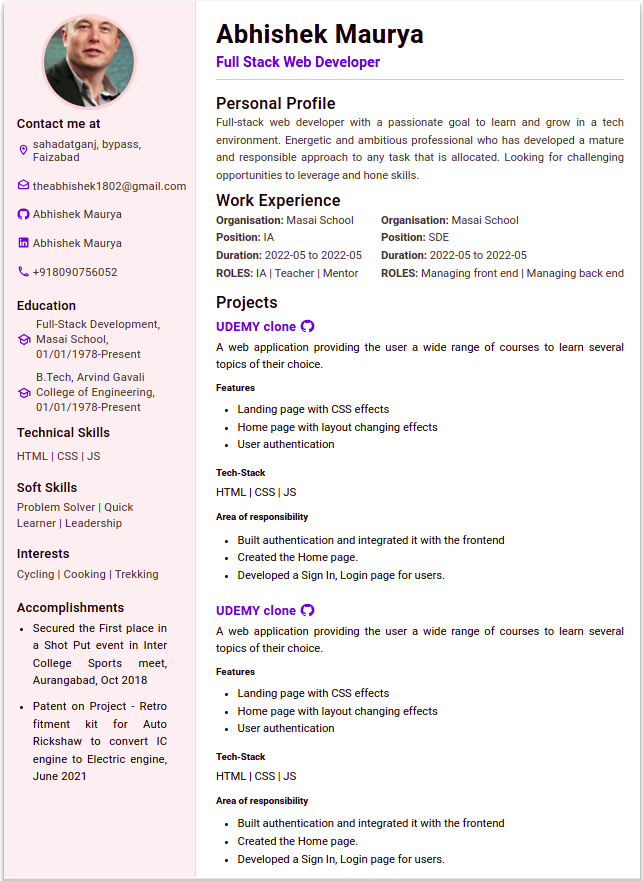 Abhishek Maurya
Full Stack Web Developer
Contact me at
sahadatganj, bypass,
Faizabad
theabhishek1802@gmail.com
Abhishek Maurya
Abhishek Maurya
+918090756052
Education
Full-Stack Development,
Masai School,
01/01/1978-Present
B.Tech, Arvind Gavali
College of Engineering,
01/01/1978-Present
Technical Skills
HTML | CSS | JS
Soft Skills
Problem Solver | Quick
Learner | Leadership
Interests
Cycling | Cooking | Trekking
Accomplishments
• Secured the First place in
a Shot Put event in Inter
College Sports meet,
Aurangabad, Oct 2018
• Patent on Project - Retro
fitment kit for Auto
Rickshaw to convert IC
engine to Electric engine,
June 2021
Personal Profile
Full-stack web developer with a passionate goal to learn and grow in a tech
environment. Energetic and ambitious professional who has developed a mature
and responsible approach to any task that is allocated. Looking for challenging
opportunities to leverage and hone skills.
Work Experience
Organisation: Masai School
Position: IA
Duration: 2022-05 to 2022-05
ROLES: IA | Teacher | Mentor
Organisation: Masai School
Position: SDE
Duration: 2022-05 to 2022-05
ROLES: Managing front end | Managing back end
Projects
UDEMY clone
A web application providing the user a wide range of courses to learn several
topics of their choice.
Features
• Landing page with CSS effects
• Home page with layout changing effects
• User authentication
Tech-Stack
HTML | CSS | JS
Area of responsibility
• Built authentication and integrated it with the frontend
• Created the Home page.
• Developed a Sign In, Login page for users.
UDEMY clone
A web application providing the user a wide range of courses to learn several
topics of their choice.
Features
• Landing page with CSS effects
• Home page with layout changing effects
• User authentication
Tech-Stack
HTML | CSS | JS
Area of responsibility
• Built authentication and integrated it with the frontend
• Created the Home page.
• Developed a Sign In, Login page for users.